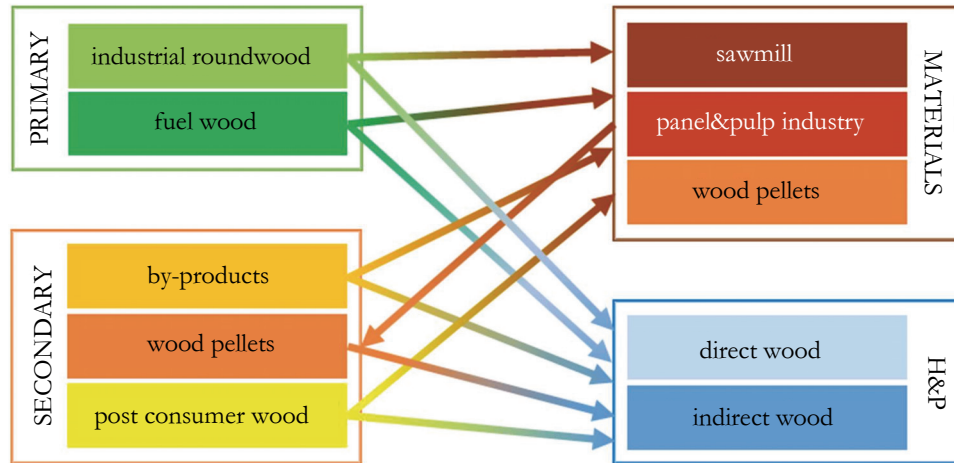 PRIMARY
industrial roundwood
fuel wood
SECONDARY
by-products
wood pellets
post consumer wood
MATERIALS
sawmill
panel&pulp industry
wood pellets
H&P
direct wood
indirect wood